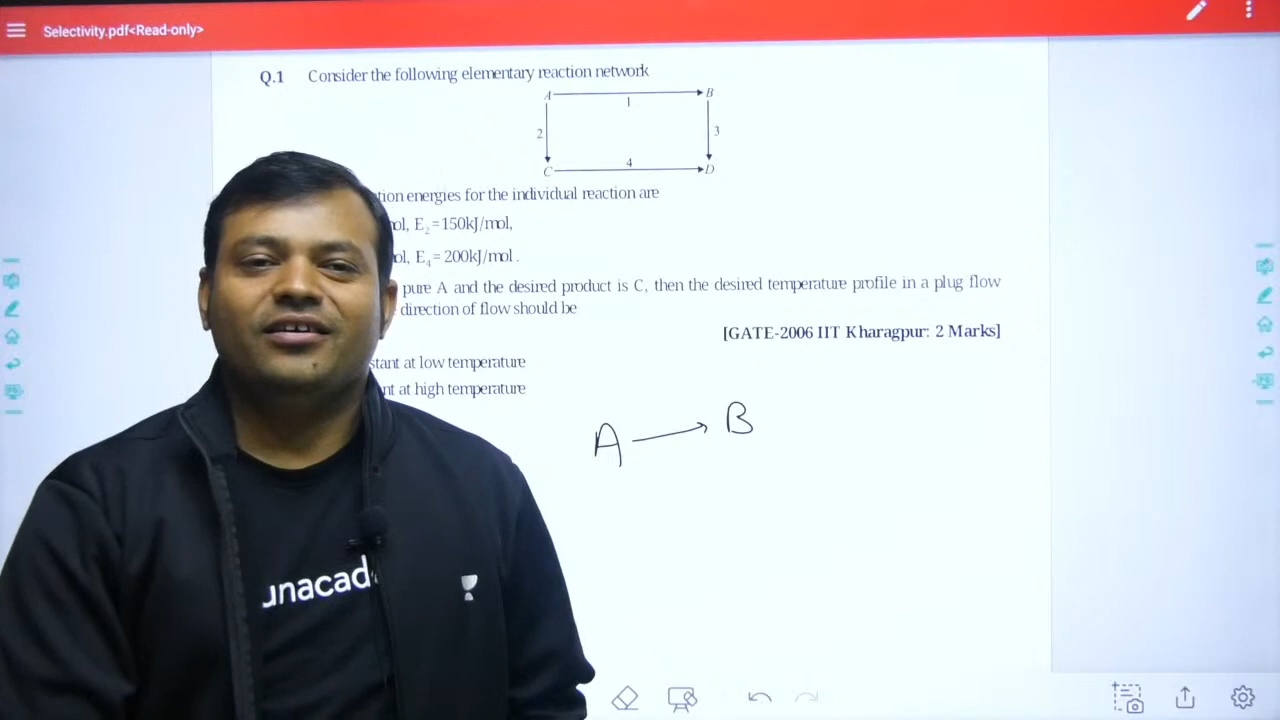 Selectivity.pdf<Read-only>
Q.1 Consider the following elementary reaction network
A B
1
2 3
4
C D
tion energies for the individual reaction are
ol, E2=150kJ/mol,
ol, E4= 200kJ/mol.
pure A and the desired product is C, then the desired temperature profile in a plug flow
direction of flow should be
[GATE-2006 IIT Kharagpur: 2 Marks]
stant at low temperature
nt at high temperature
A → B
unacad